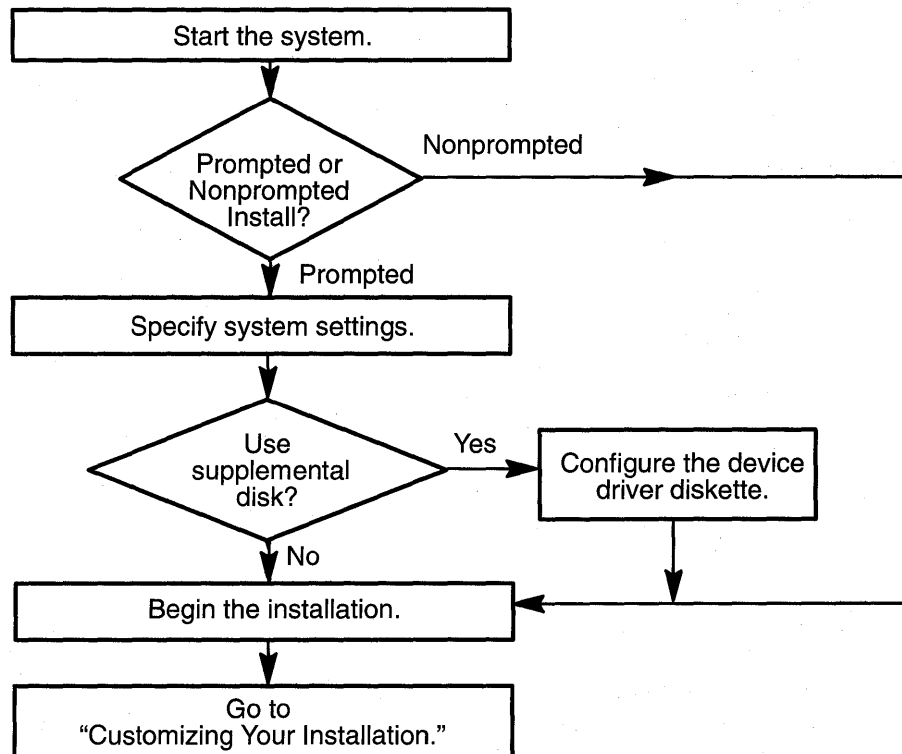 Start the system.
Nonprompted
Prompted or
Nonprompted
Install?
Prompted
Specify system settings.
Use
supplemental
disk?
Yes
Configure the device
driver diskette.
No
Begin the installation.
Go to
“Customizing Your Installation.”